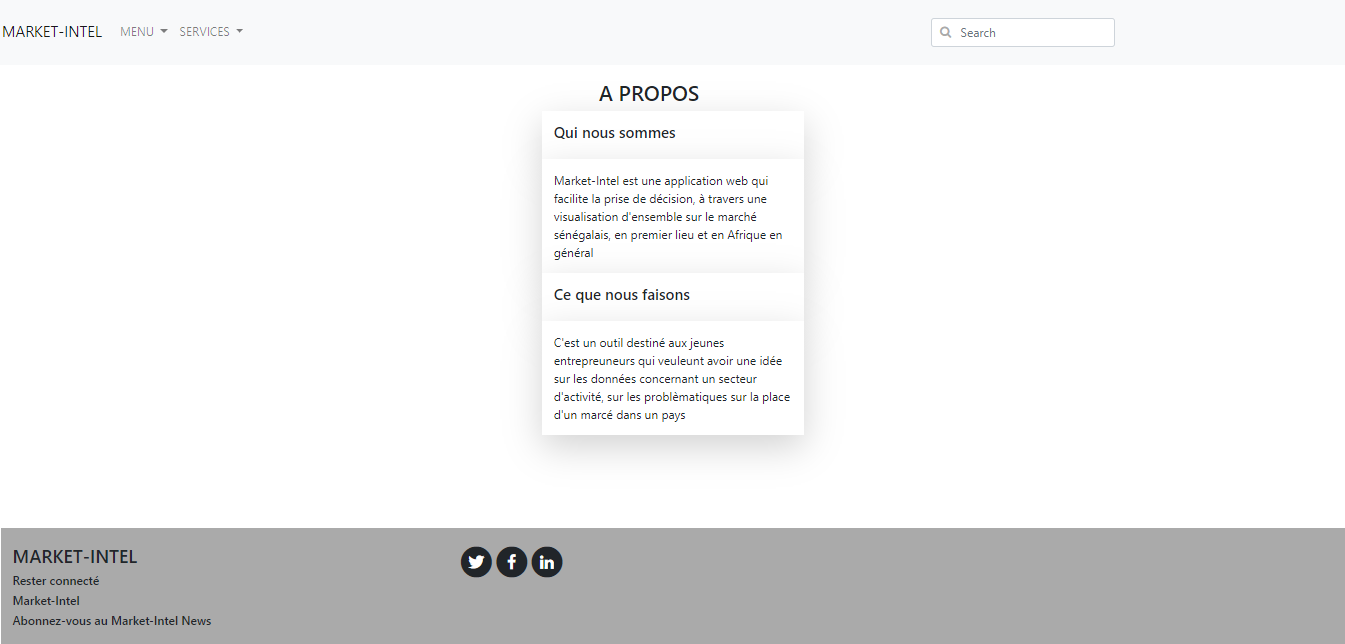 MARKET-INTEL MENU SERVICES Search
A PROPOS
Qui nous sommes
Market-Intel est une application web qui
facilite la prise de décision, à travers une
visualisation d'ensemble sur le marché
sénégalais, en premier lieu et en Afrique en
général
Ce que nous faisons
C'est un outil destiné aux jeunes
entrepreuneurs qui veuleunt avoir une idée
sur les données concernant un secteur
d'activité, sur les problèmatiques sur la place
d'un marcé dans un pays
MARKET-INTEL
Rester connecté
Market-Intel
Abonnez-vous au Market-Intel News